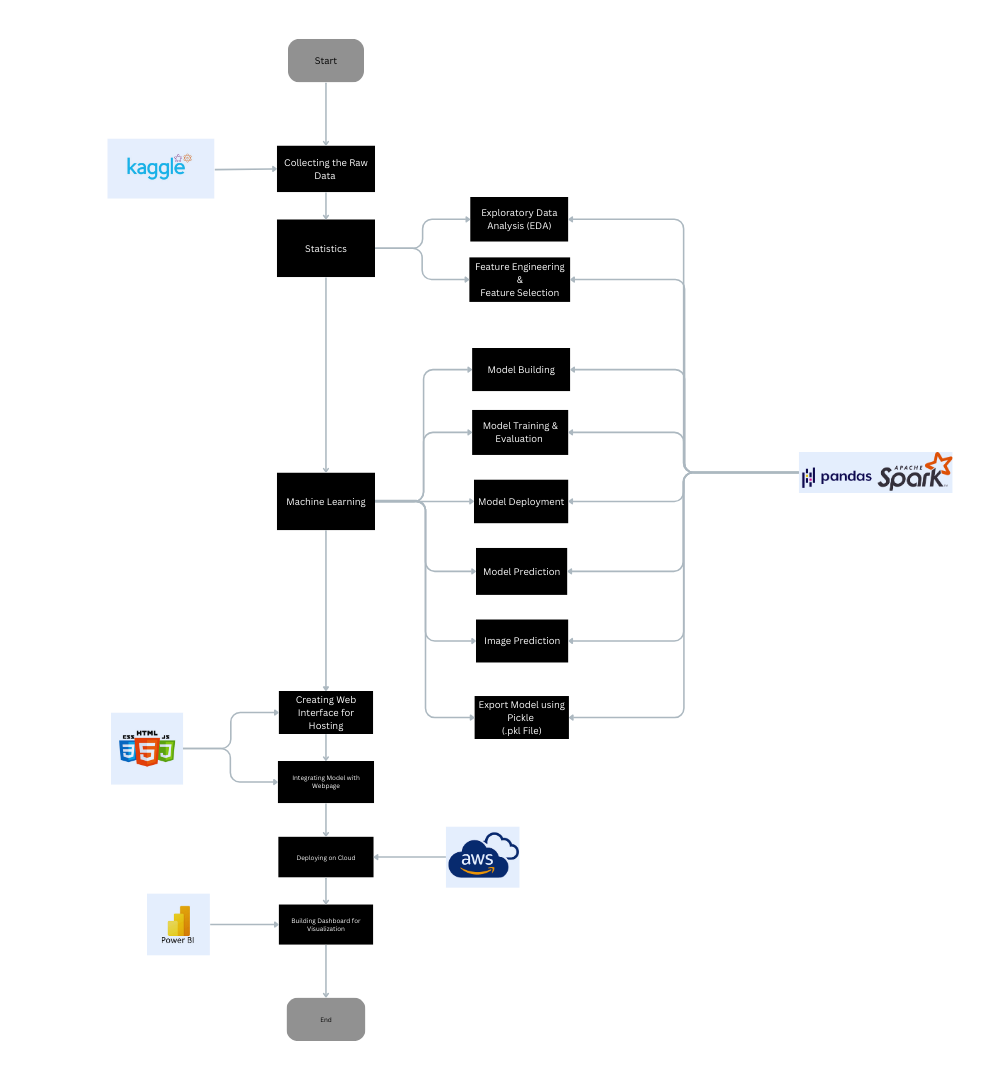 Start
kaggle
Collecting the Raw
Data
Statistics
Exploratory Data
Analysis (EDA)
Feature Engineering
&
Feature Selection
Model Building
Model Training &
Evaluation
Machine Learning
Model Deployment
pandas
APACHE
Spark
Model Prediction
Image Prediction
Export Model using
Pickle
(.pkl File)
Creating Web
Interface for
Hosting
ESS HTML JS
3 5 J
Integrating Model with
Webpage
Deploying on Cloud
aws
Building Dashboard for
Visualization
Power BI
End